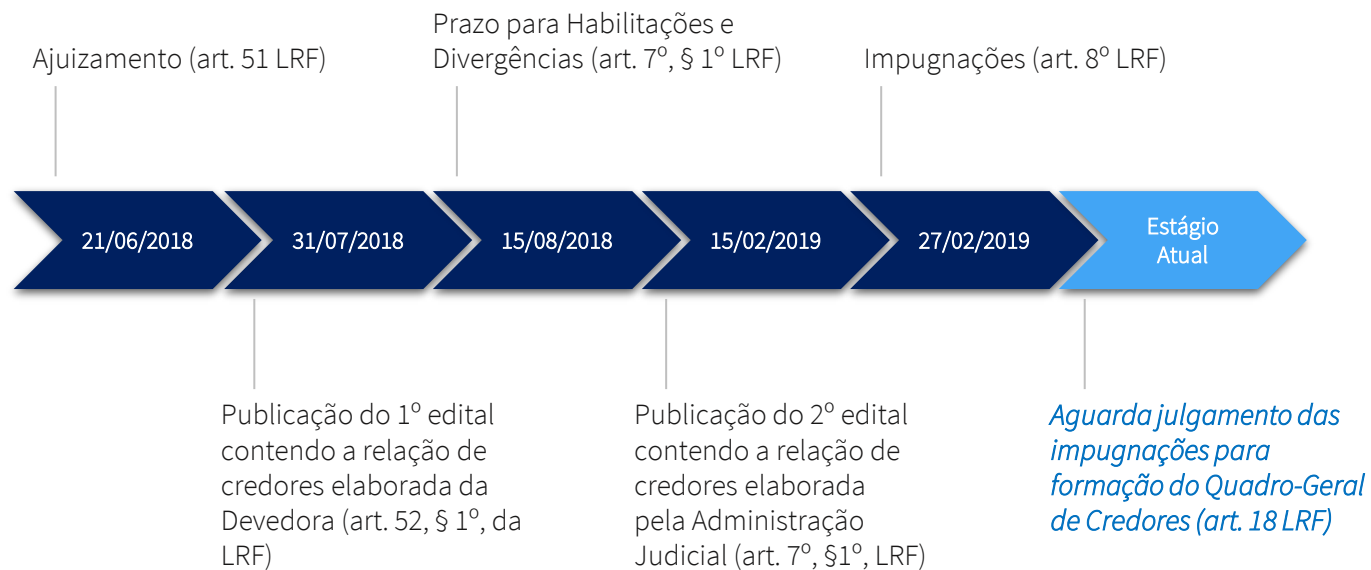 Ajuizamento (art. 51 LRF)
Prazo para Habilitações e
Divergências (art. 7º, § 1º LRF)
Impugnações (art. 8º LRF)
21/06/2018
31/07/2018
15/08/2018
15/02/2019
27/02/2019
Estágio
Atual
Publicação do 1º edital
contendo a relação de
credores elaborada da
Devedora (art. 52, § 1º, da
LRF)
Publicação do 2º edital
contendo a relação de
credores elaborada
pela Administração
Judicial (art. 7º, §1º, LRF)
Aguarda julgamento das
impugnações para
formação do Quadro-Geral
de Credores (art. 18 LRF)